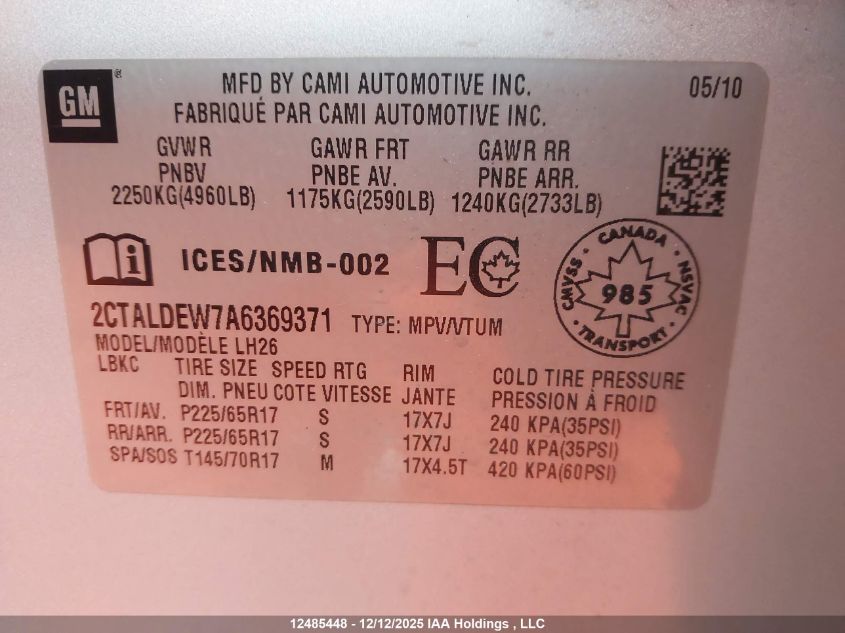 GM
MFD BY CAMI AUTOMOTIVE INC. 05/10
FABRIQUÉ PAR CAMI AUTOMOTIVE INC.
GVWR GAWR FRT GAWR RR
PNBV PNBE AV. PNBE ARR.
2250KG(4960LB) 1175KG(2590LB) 1240KG(2733LB)
i ICES/NMB-002 EC
CANADA
CMVSS 985 NSVAC
TRANSPORT
2CTALDEW7A6369371 TYPE: MPV/VTUM
MODEL/MODÈLE LH26
LBKC TIRE SIZE SPEED RTG RIM COLD TIRE PRESSURE
DIM. PNEU COTE VITESSE JANTE PRESSION À FROID
FRT/AV. P225/65R17 S 17X7J 240 KPA(35PSI)
RR/ARR. P225/65R17 S 17X7J 240 KPA(35PSI)
SPA/SOS T145/70R17 M 17X4.5T 420 KPA(60PSI)
12485448 - 12/12/2025 IAA Holdings , LLC